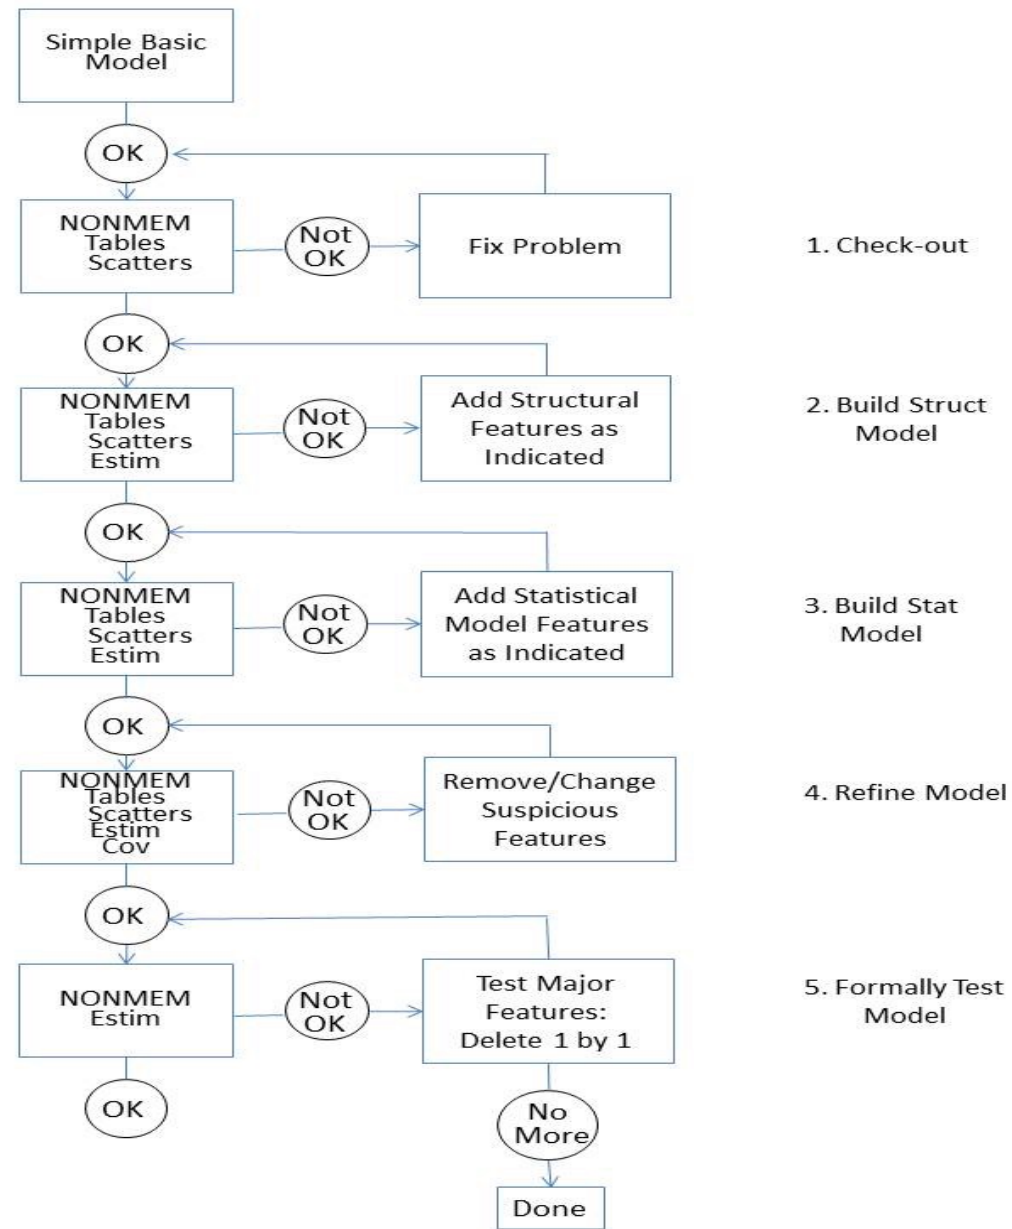 Simple Basic
Model
OK
NONMEM
Tables
Scatters
Not
OK
Fix Problem
1. Check-out
OK
NONMEM
Tables
Scatters
Estim
Not
OK
Add Structural
Features as
Indicated
2. Build Struct
Model
OK
NONMEM
Tables
Scatters
Estim
Not
OK
Add Statistical
Model Features
as Indicated
3. Build Stat
Model
OK
NONMEM
Tables
Scatters
Estim
Cov
Not
OK
Remove/Change
Suspicious
Features
4. Refine Model
OK
NONMEM
Estim
Not
OK
Test Major
Features:
Delete 1 by 1
5. Formally Test
Model
OK
No
More
Done